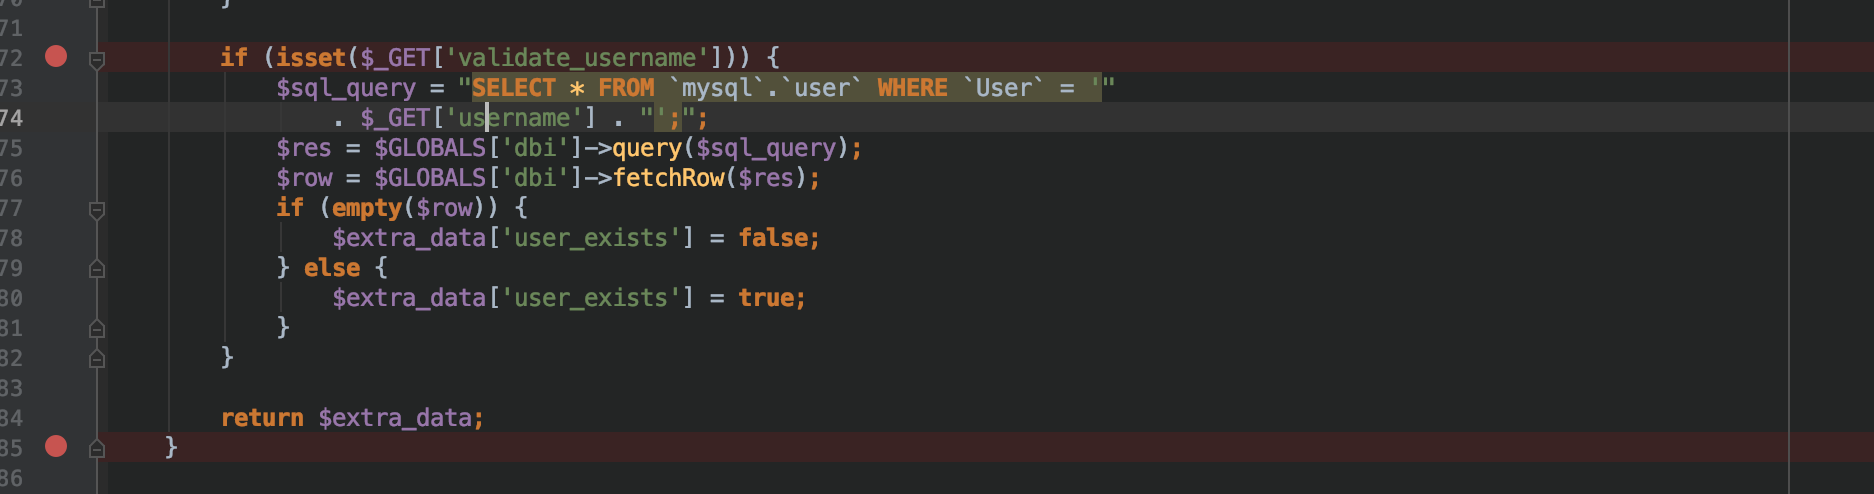 70 }
71
72 if (isset($_GET['validate_username'])) {
73 $sql_query = "SELECT * FROM `mysql`.`user` WHERE `User` = '"
74 . $_GET['username'] . "';";
75 $res = $GLOBALS['dbi']->query($sql_query);
76 $row = $GLOBALS['dbi']->fetchRow($res);
77 if (empty($row)) {
78 $extra_data['user_exists'] = false;
79 } else {
80 $extra_data['user_exists'] = true;
81 }
82 }
83
84 return $extra_data;
85 }
86